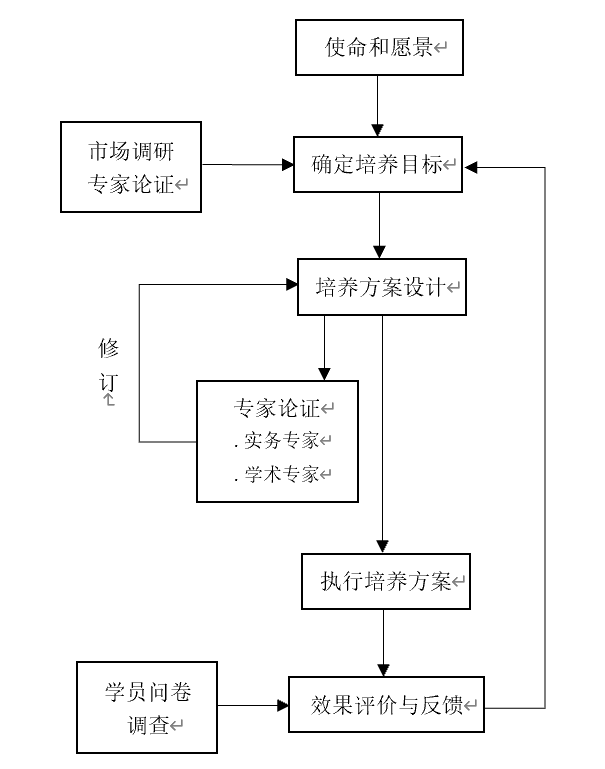 使命和愿景
市场调研
专家论证
确定培养目标
培养方案设计
修
订
专家论证
.实务专家
.学术专家
执行培养方案
学员问卷
调查
效果评价与反馈